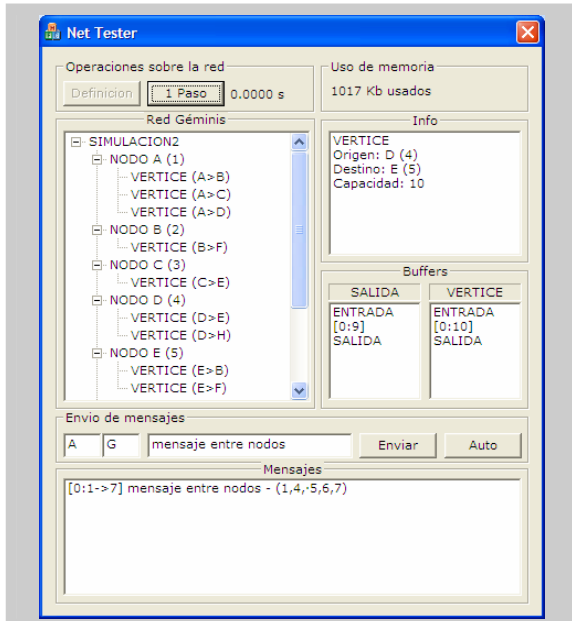 Net Tester
Operaciones sobre la red
Definicion 1 Paso 0.0000 s
Uso de memoria
1017 Kb usados
Red Géminis
SIMULACION2
NODO A (1)
VERTICE (A>B)
VERTICE (A>C)
VERTICE (A>D)
NODO B (2)
VERTICE (B>F)
NODO C (3)
VERTICE (C>E)
NODO D (4)
VERTICE (D>E)
VERTICE (D>H)
NODO E (5)
VERTICE (E>B)
VERTICE (E>F)
Info
VERTICE
Origen: D (4)
Destino: E (5)
Capacidad: 10
Buffers
SALIDA
ENTRADA
[0:9]
SALIDA
VERTICE
ENTRADA
[0:10]
SALIDA
Envio de mensajes
A G mensaje entre nodos Enviar Auto
Mensajes
[0:1->7] mensaje entre nodos - (1,4,-5,6,7)